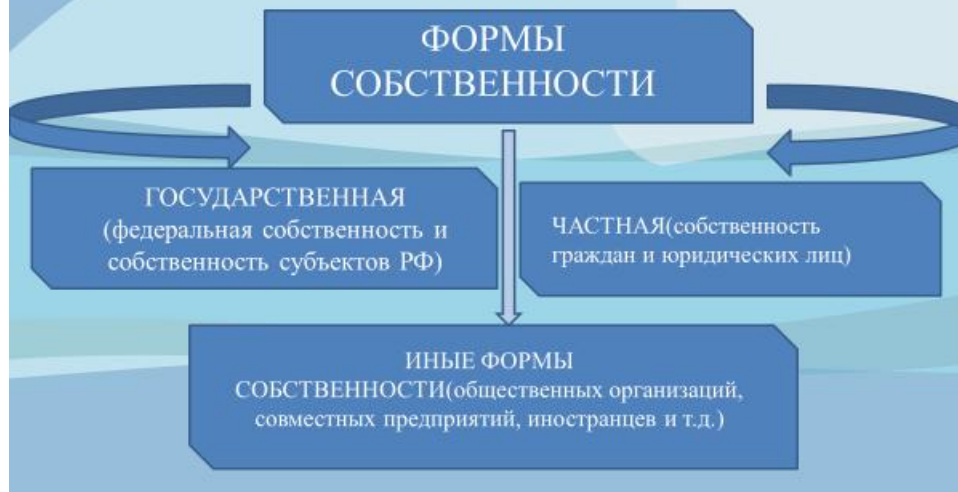 ФОРМЫ
СОБСТВЕННОСТИ
ГОСУДАРСТВЕННАЯ
(федеральная собственность и
собственность субъектов РФ)
ЧАСТНАЯ(собственность
граждан и юридических лиц)
ИНЫЕ ФОРМЫ
СОБСТВЕННОСТИ(общественных организаций,
совместных предприятий, иностранцев и т.д.)